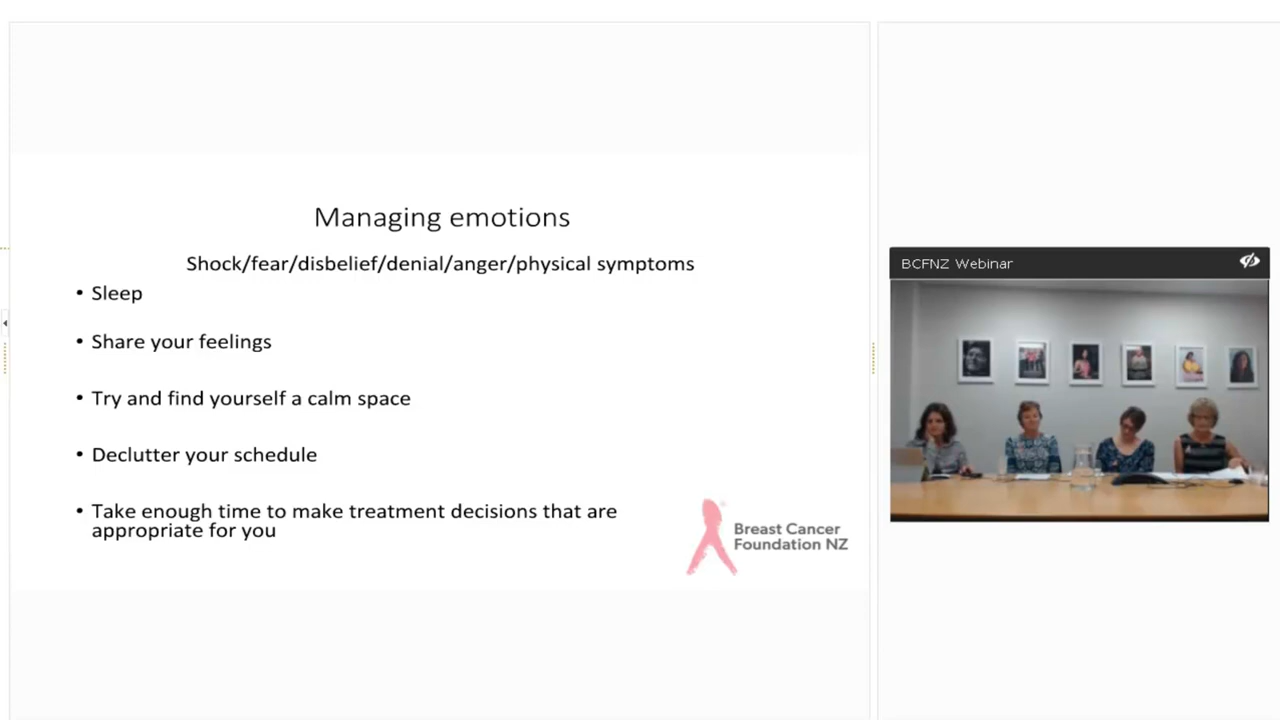 Managing emotions
Shock/fear/disbelief/denial/anger/physical symptoms
• Sleep
• Share your feelings
• Try and find yourself a calm space
• Declutter your schedule
• Take enough time to make treatment decisions that are
appropriate for you
Breast Cancer
Foundation NZ
BCFNZ Webinar